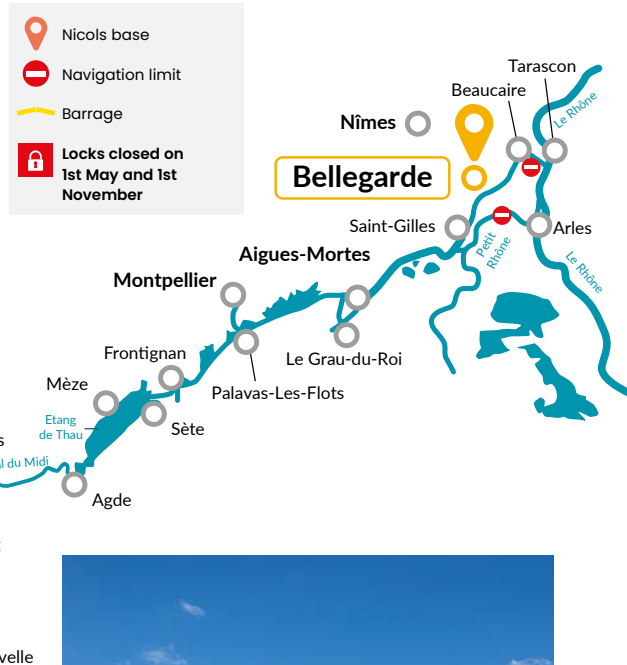 Nicols base
Navigation limit
Barrage
Locks closed on
1st May and 1st
November
Tarascon
Beaucaire
Le Rhône
Nîmes
Bellegarde
Saint-Gilles
Arles
Petit
Rhône
Aigues-Mortes
Le Rhône
Montpellier
Frontignan
Le Grau-du-Roi
Mèze
Palavas-Les-Flots
Etang
de Thau
Sète
s
l du Midi
Agde
velle